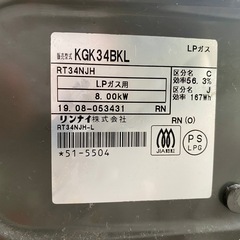 販売型式 KGK34BKL
LPガス
RT34NJH
区分名 C
効率56.3%
LPガス用
区分名 J
8.00kW
効率 187Wh
19.08-053431 RN
リンナイ株式会社
RN(O)
RT34NJH-L
*51-5504
JIA
PS
LPG